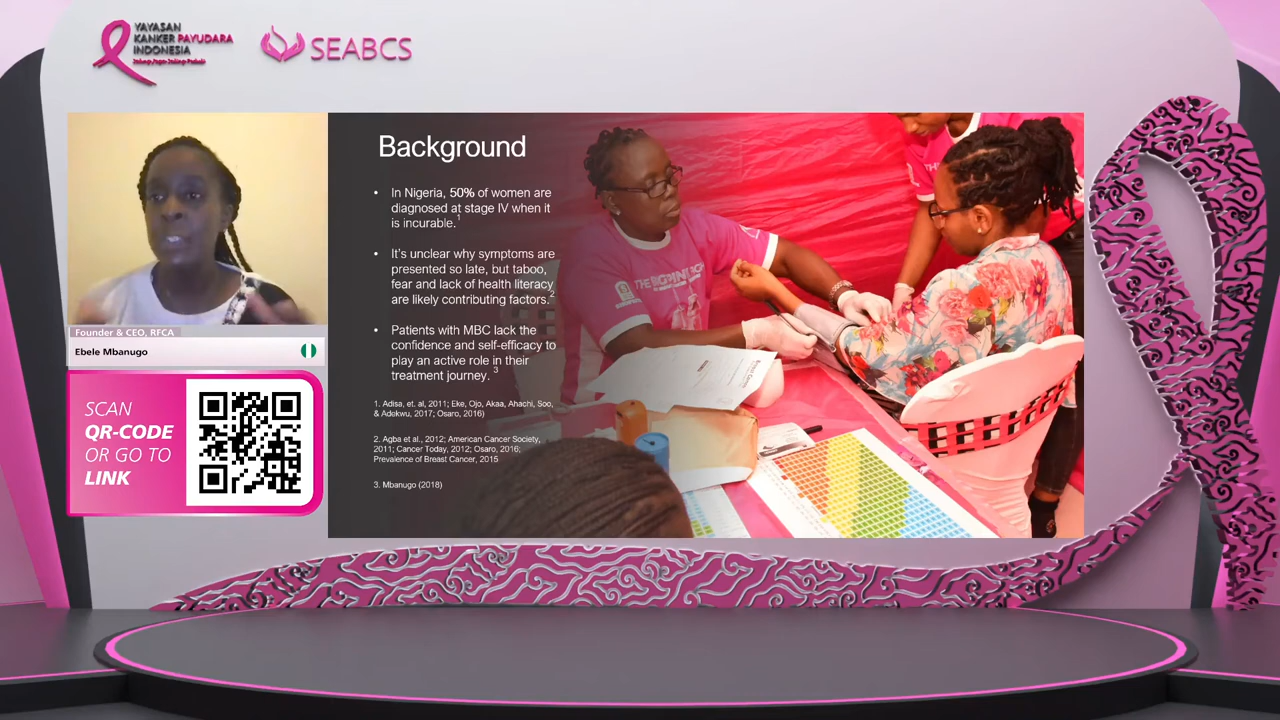 YAYASAN
KANKER PAYUDARA
INDONESIA
SEABCS
Founder & CEO, RFCA
Ebele Mbanugo
SCAN
QR-CODE
OR GO TO
LINK
Background
• In Nigeria, 50% of women are
diagnosed at stage IV when it
is incurable.1
• It's unclear why symptoms are
presented so late, but taboo,
fear and lack of health literacy
are likely contributing factors.2
• Patients with MBC lack the
confidence and self-efficacy to
play an active role in their
treatment journey. 3
1. Adisa, et. al, 2011; Eke, Ojo, Akaa, Ahachi, Soo,
& Adekwu, 2017; Osaro, 2016)
2. Agba et al., 2012; American Cancer Society,
2011; Cancer Today, 2012; Osaro, 2016;
Prevalence of Breast Cancer, 2015
3. Mbanugo (2018)